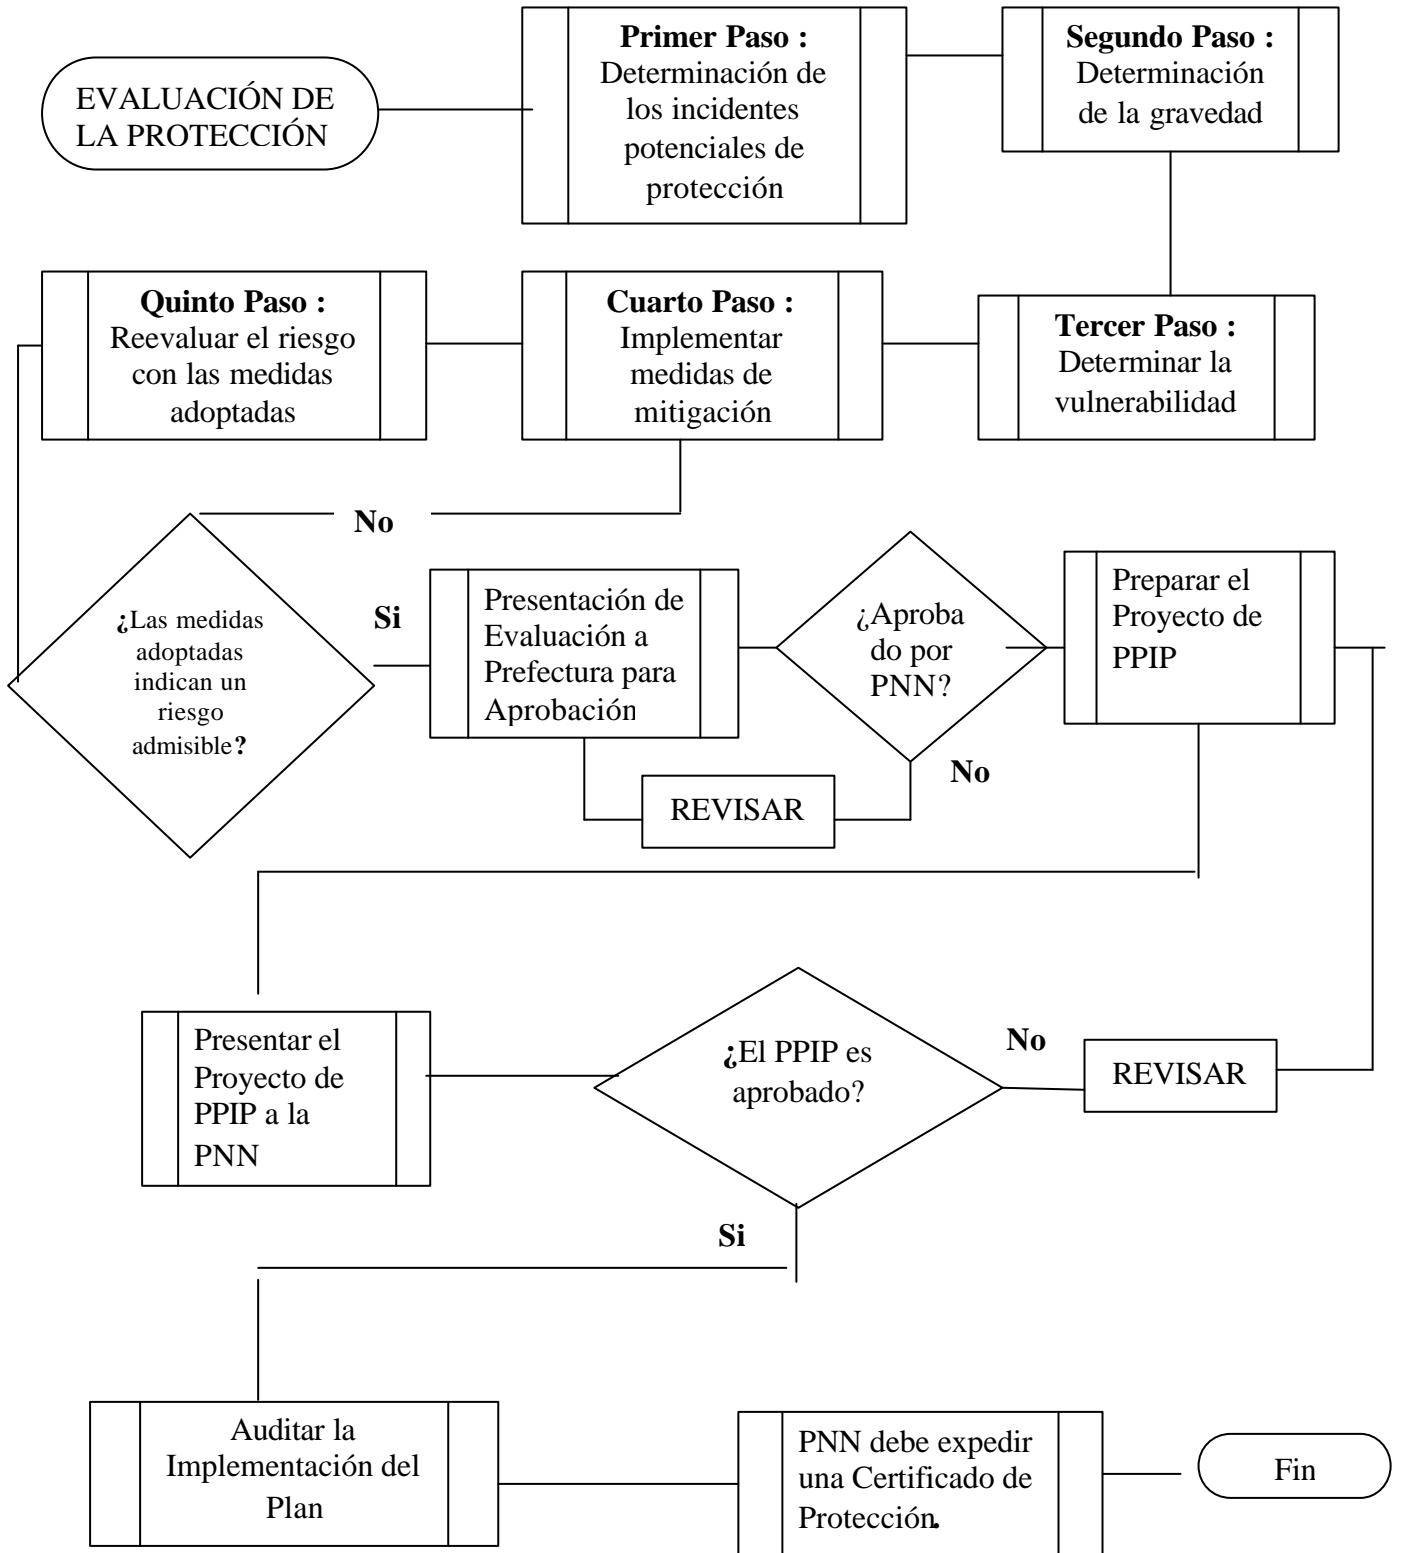 EVALUACIÓN DE
LA PROTECCIÓN
Primer Paso :
Determinación de
los incidentes
potenciales de
protección
Segundo Paso :
Determinación
de la gravedad
Quinto Paso :
Reevaluar el riesgo
con las medidas
adoptadas
Cuarto Paso :
Implementar
medidas de
mitigación
Tercer Paso :
Determinar la
vulnerabilidad
No
¿Las medidas
adoptadas
indican un
riesgo
admisible?
Si
Presentación de
Evaluación a
Prefectura para
Aprobación
¿Aproba
do por
PNN?
No
Preparar el
Proyecto de
PPIP
REVISAR
Presentar el
Proyecto de
PPIP a la
PNN
¿El PPIP es
aprobado?
No
REVISAR
Si
Auditar la
Implementación del
Plan
PNN debe expedir
una Certificado de
Protección.
Fin